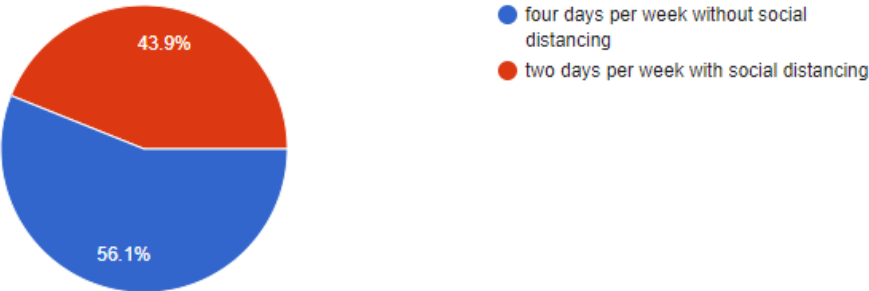 four days per week without social
distancing
43.9%
two days per week with social distancing
56.1%